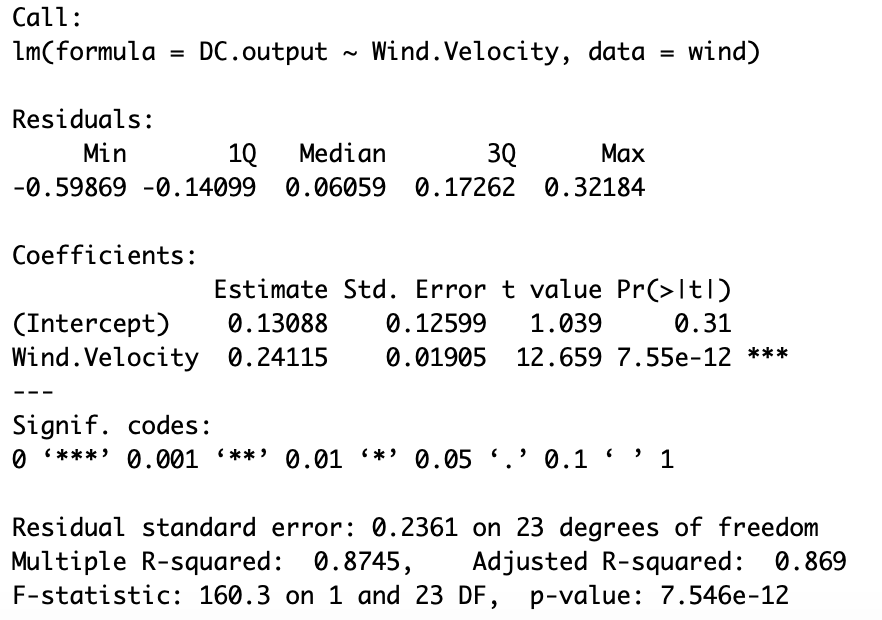 Call:
lm(formula = DC.output ~ Wind.Velocity, data = wind)
Residuals:
Min 1Q Median 3Q Max
-0.59869 -0.14099 0.06059 0.17262 0.32184
Coefficients:
Estimate Std. Error t value Pr(>|t|)
(Intercept) 0.13088 0.12599 1.039 0.31
Wind.Velocity 0.24115 0.01905 12.659 7.55e-12 ***
---
Signif. codes:
0 ‘***’ 0.001 ‘**’ 0.01 ‘*’ 0.05 ‘.’ 0.1 ‘ ’ 1
Residual standard error: 0.2361 on 23 degrees of freedom
Multiple R-squared: 0.8745, Adjusted R-squared: 0.869
F-statistic: 160.3 on 1 and 23 DF, p-value: 7.546e-12